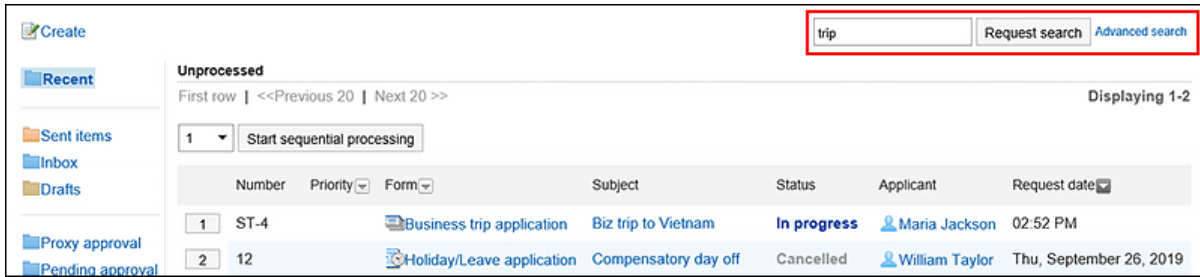 Create
trip Request search Advanced search
Recent
Unprocessed
First row | <<Previous 20 | Next 20 >>
Displaying 1-2
Sent items
Inbox
Drafts
1 Start sequential processing
Number Priority Form Subject Status Applicant Request date
1 ST-4 Business trip application Biz trip to Vietnam In progress Maria Jackson 02:52 PM
2 12 Holiday/Leave application Compensatory day off Cancelled William Taylor Thu, September 26, 2019
Proxy approval
Pending approval